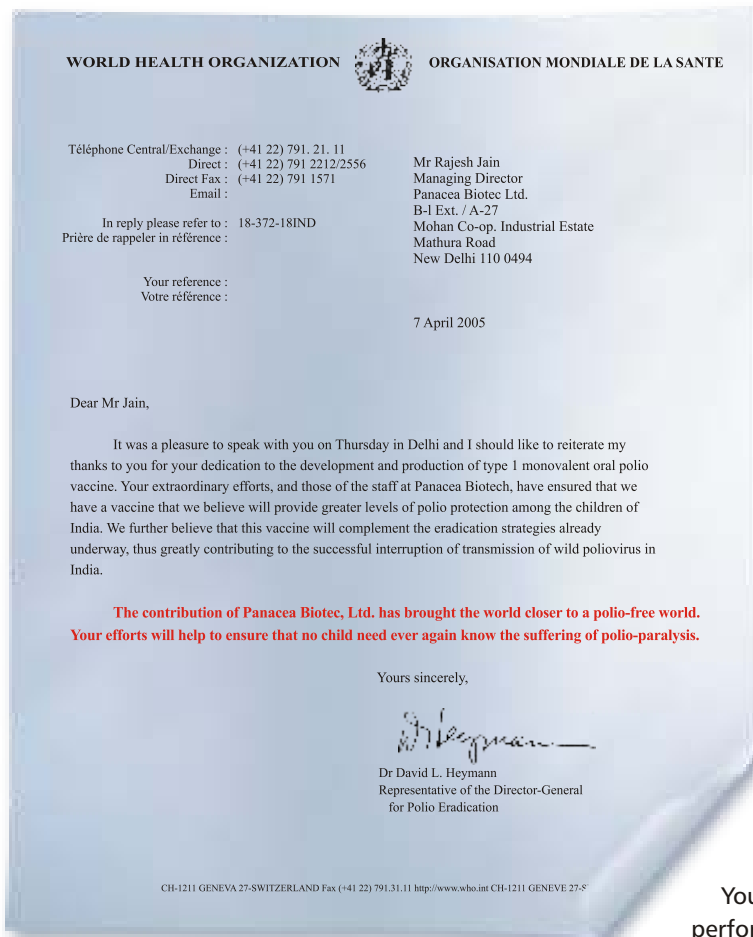 WORLD HEALTH ORGANIZATION ORGANISATION MONDIALE DE LA SANTE
Téléphone Central/Exchange : (+41 22) 791. 21. 11
Direct : (+41 22) 791 2212/2556
Direct Fax : (+41 22) 791 1571
Email :
In reply please refer to : 18-372-18IND
Prière de rappeler in référence :
Your reference :
Votre référence :
Mr Rajesh Jain
Managing Director
Panacea Biotec Ltd.
B-l Ext. / A-27
Mohan Co-op. Industrial Estate
Mathura Road
New Delhi 110 0494
7 April 2005
Dear Mr Jain,
It was a pleasure to speak with you on Thursday in Delhi and I should like to reiterate my
thanks to you for your dedication to the development and production of type 1 monovalent oral polio
vaccine. Your extraordinary efforts, and those of the staff at Panacea Biotech, have ensured that we
have a vaccine that we believe will provide greater levels of polio protection among the children of
India. We further believe that this vaccine will complement the eradication strategies already
underway, thus greatly contributing to the successful interruption of transmission of wild poliovirus in
India.
The contribution of Panacea Biotec, Ltd. has brought the world closer to a polio-free world.
Your efforts will help to ensure that no child need ever again know the suffering of polio-paralysis.
Yours sincerely,
Dr David L. Heymann
Representative of the Director-General
for Polio Eradication
CH-1211 GENEVA 27-SWITZERLAND Fax (+41 22) 791.31.11 http://www.who.int CH-1211 GENEVE 27-S
You
perfor